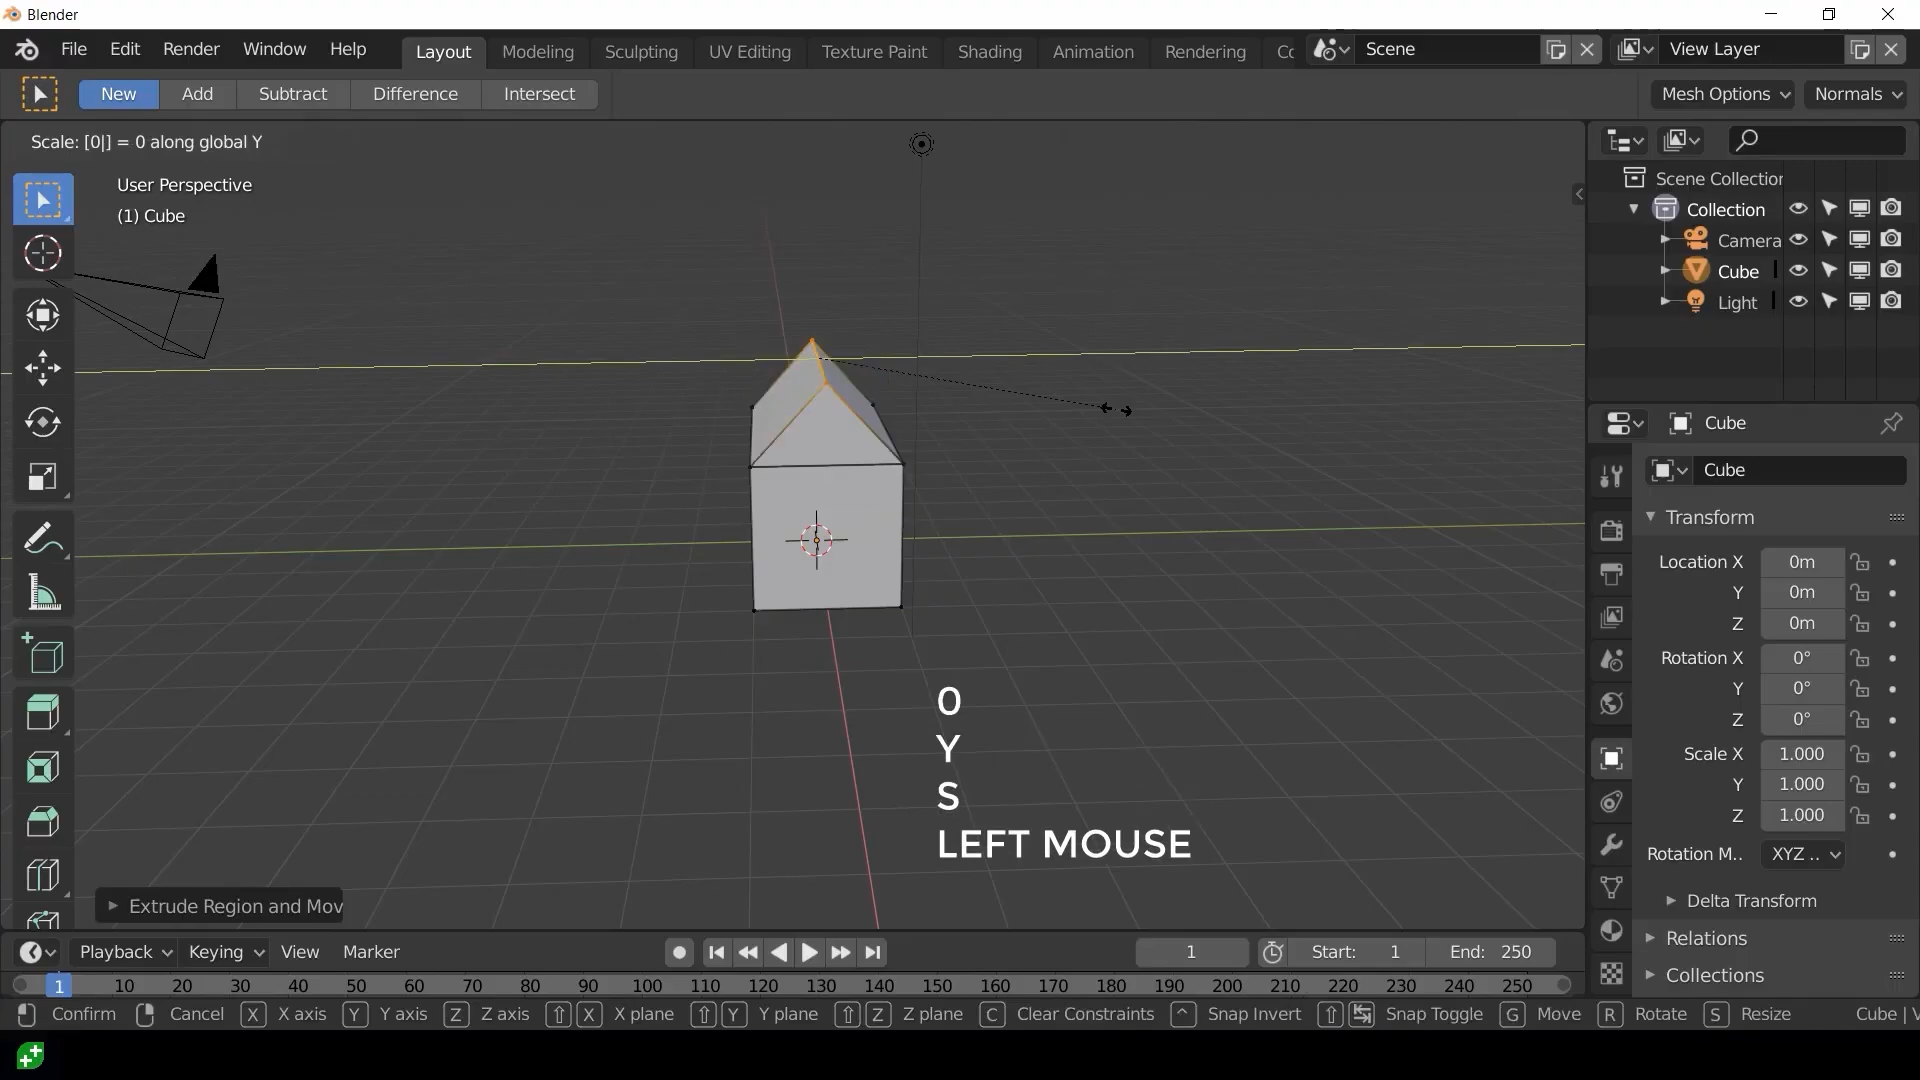 Blender
File Edit Render Window Help Layout Modeling Sculpting UV Editing Texture Paint Shading Animation Rendering Cc Scene View Layer
New Add Subtract Difference Intersect Mesh Options Normals
Scale: [0|] = 0 along global Y
User Perspective
(1) Cube
Scene Collection
Collection
Camera
Cube
Light
Cube
Cube
Transform
Location X 0m
Y 0m
Z 0m
Rotation X 0°
Y 0°
Z 0°
Scale X 1.000
Y 1.000
Z 1.000
Rotation M.. XYZ ..
Delta Transform
Relations
Collections
0
Y
S
LEFT MOUSE
Extrude Region and Mov
Playback Keying View Marker 1 Start: 1 End: 250
1 10 20 30 40 50 60 70 80 90 100 110 120 130 140 150 160 170 180 190 200 210 220 230 240 250
Confirm Cancel X X axis Y Y axis Z Z axis X X plane Y Y plane Z Z plane C Clear Constraints ^ Snap Invert Snap Toggle G Move R Rotate S Resize Cube | V